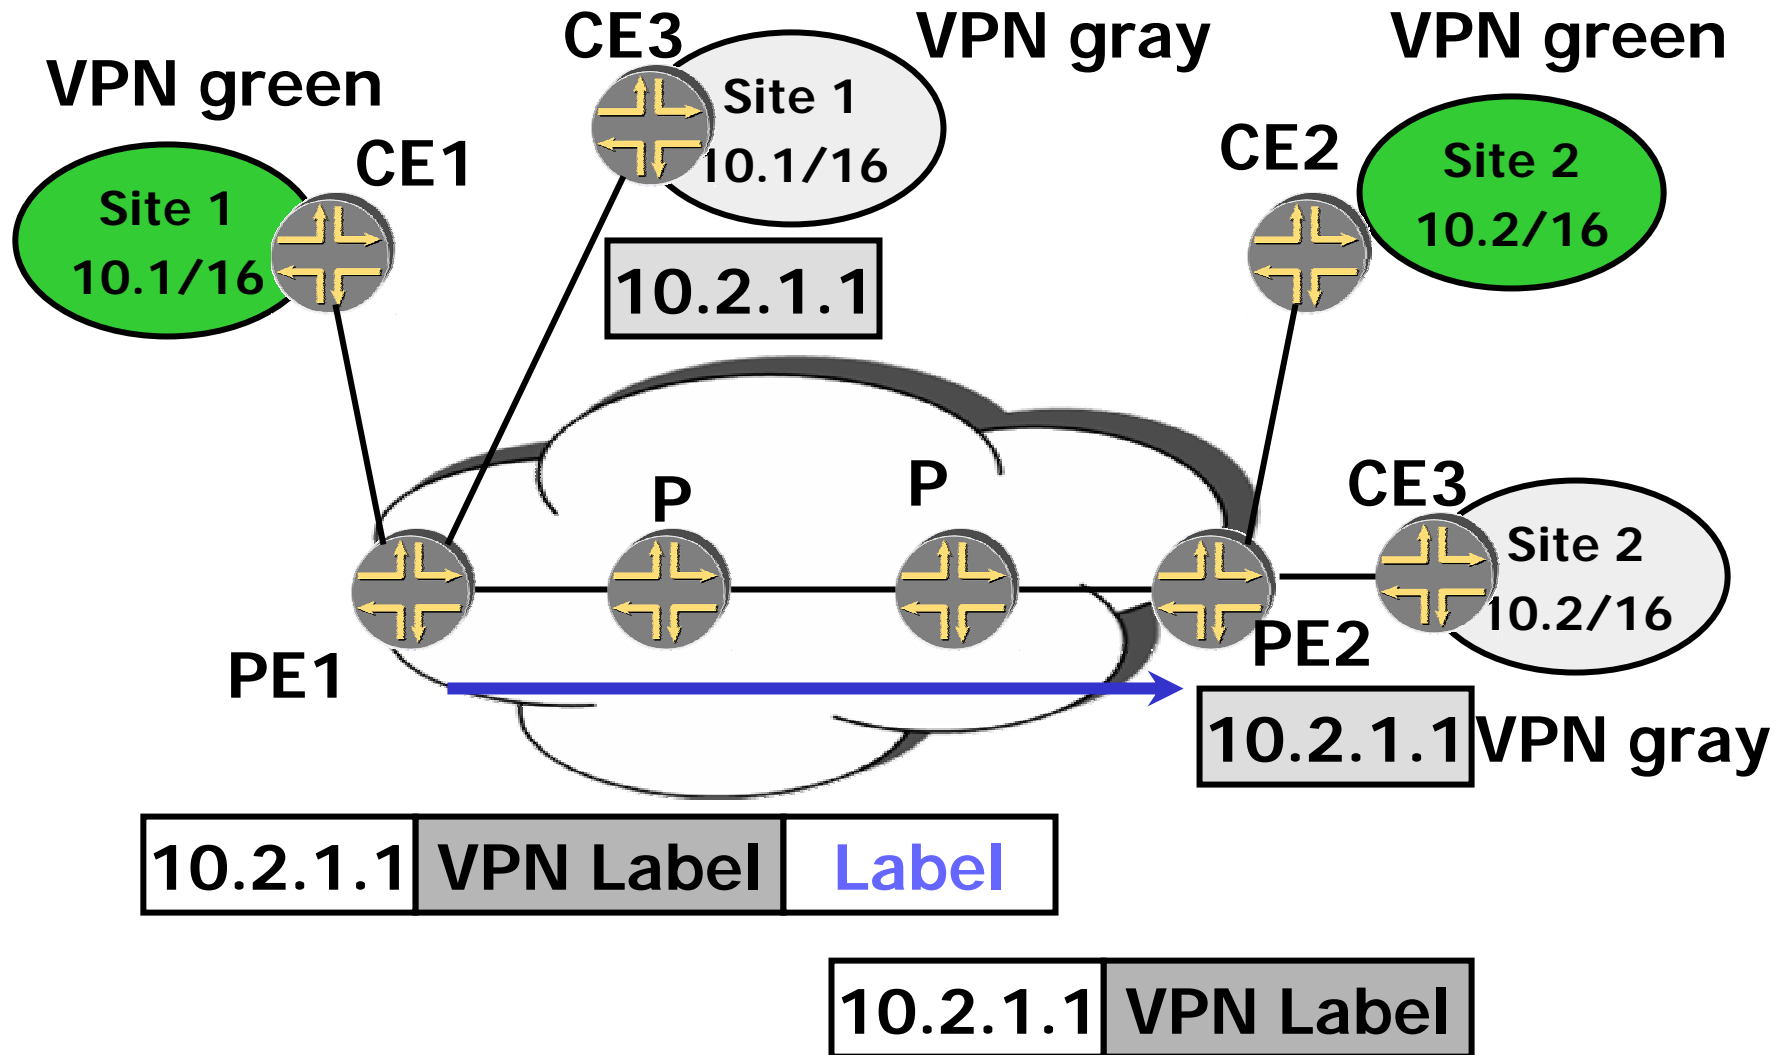 CE3
VPN gray
VPN green
VPN green
Site 1
10.1/16
CE1
Site 1
10.1/16
CE2
Site 2
10.2/16
10.2.1.1
P
P
CE3
Site 2
10.2/16
PE1
PE2
10.2.1.1
VPN gray
10.2.1.1 VPN Label Label
10.2.1.1 VPN Label